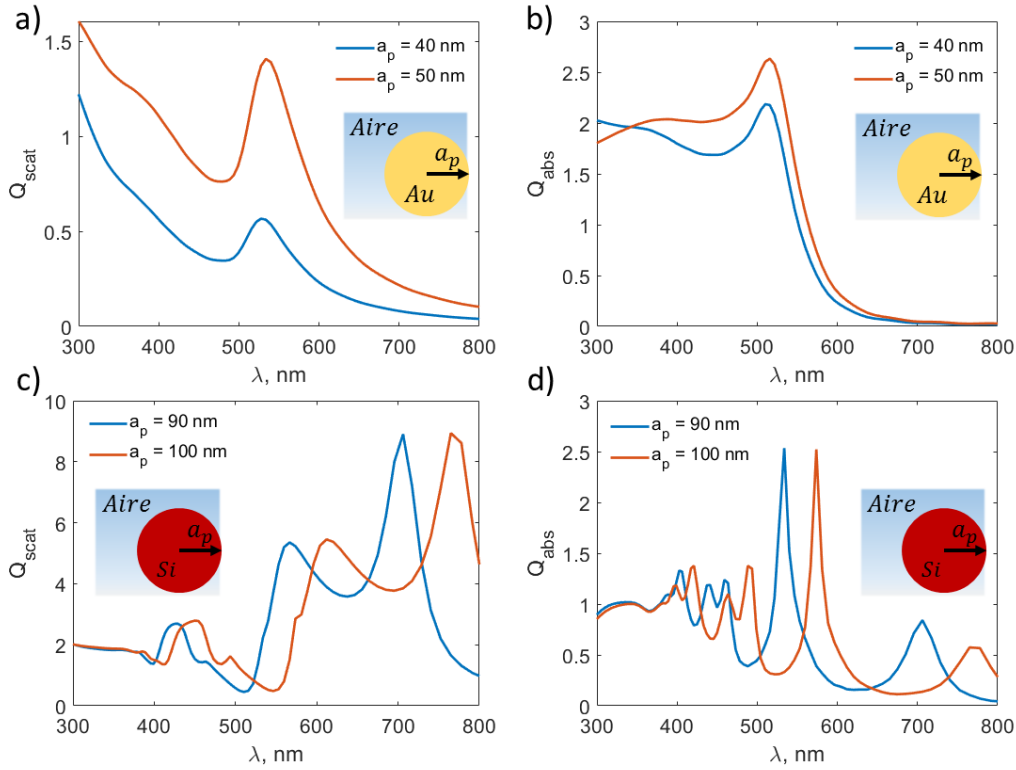 a)
Q_scat
1.5
1
0.5
0
a_p = 40 nm
a_p = 50 nm
Aire
a_p
Au
300 400 500 600 700 800
λ, nm
b)
Q_abs
3
2.5
2
1.5
1
0.5
0
a_p = 40 nm
a_p = 50 nm
Aire
a_p
Au
300 400 500 600 700 800
λ, nm
c)
Q_scat
10
8
6
4
2
0
a_p = 90 nm
a_p = 100 nm
Aire
a_p
Si
300 400 500 600 700 800
λ, nm
d)
Q_abs
3
2.5
2
1.5
1
0.5
0
a_p = 90 nm
a_p = 100 nm
Aire
a_p
Si
300 400 500 600 700 800
λ, nm